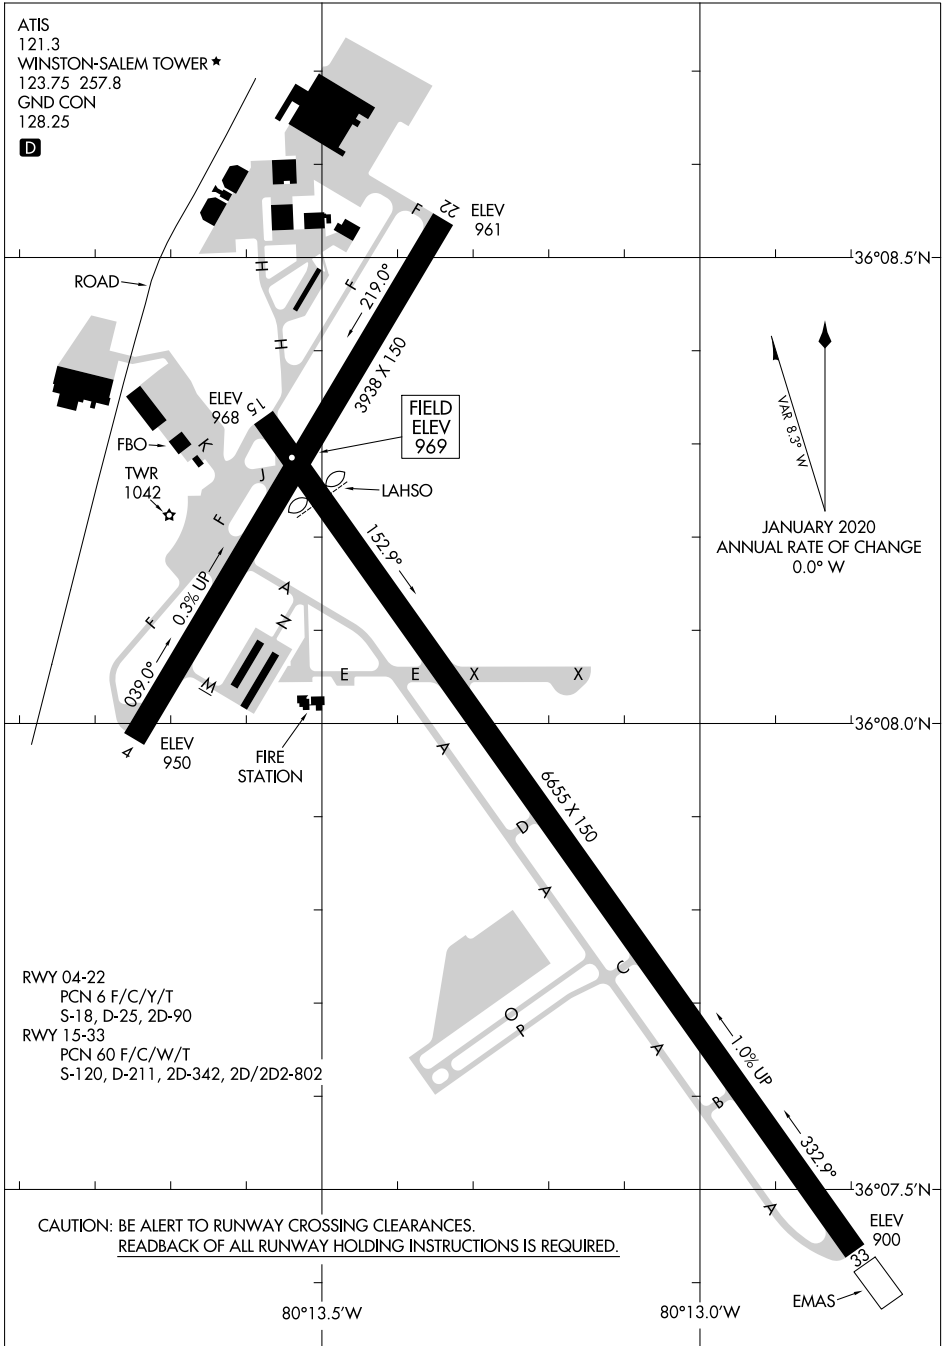 ATIS
121.3
WINSTON-SALEM TOWER ★
123.75 257.8
GND CON
128.25
D
F
22
ELEV
961
36°08.5'N
ROAD
H
F
219.0°
H
3938 X 150
ELEV
968
15
FIELD
ELEV
969
VAR 8.3° W
FBO
K
TWR
1042
J
LAHSO
F
JANUARY 2020
ANNUAL RATE OF CHANGE
0.0° W
152.9°
A
0.3% UP
F
N
039.0°
M
E
E
X
X
4
ELEV
950
FIRE
STATION
36°08.0'N
A
6655 X 150
D
A
RWY 04-22
PCN 6 F/C/Y/T
S-18, D-25, 2D-90
RWY 15-33
PCN 60 F/C/W/T
S-120, D-211, 2D-342, 2D/2D2-802
C
O
P
A
1.0% UP
B
332.9°
36°07.5'N
A
CAUTION: BE ALERT TO RUNWAY CROSSING CLEARANCES.
READBACK OF ALL RUNWAY HOLDING INSTRUCTIONS IS REQUIRED.
ELEV
900
33
EMAS
80°13.5'W
80°13.0'W